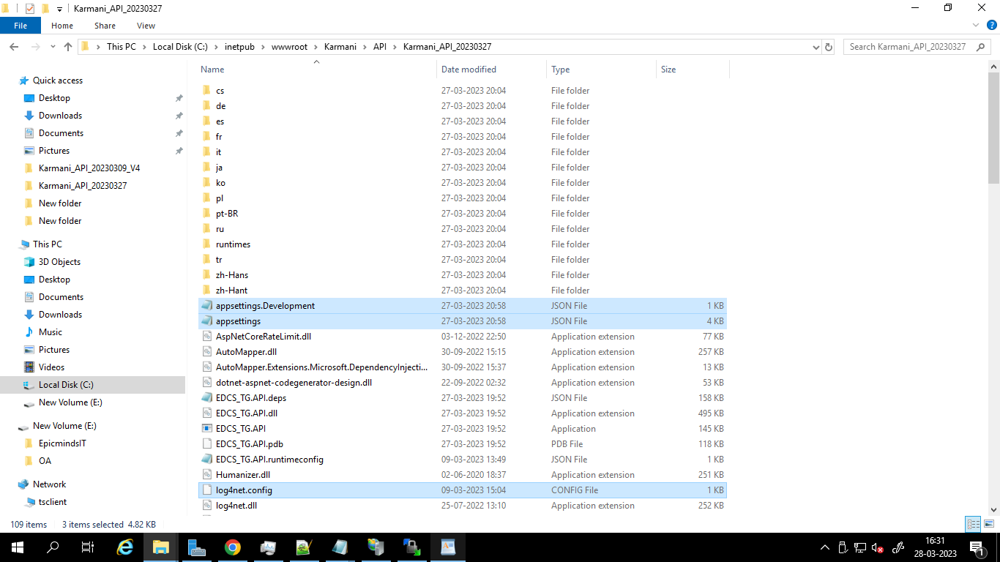 Karmani_API_20230327
File Home Share View
This PC Local Disk (C:) inetpub wwwroot Karmani API Karmani_API_20230327 Search Karmani_API_20230327
Name Date modified Type Size
Quick access
Desktop
Downloads
Documents
Pictures
Karmani_API_20230309_V4
Karmani_API_20230327
New folder
New folder
This PC
3D Objects
Desktop
Documents
Downloads
Music
Pictures
Videos
Local Disk (C:)
New Volume (E:)
New Volume (E:)
EpicmindsIT
OA
Network
tsclient
cs 27-03-2023 20:04 File folder
de 27-03-2023 20:04 File folder
es 27-03-2023 20:04 File folder
fr 27-03-2023 20:04 File folder
it 27-03-2023 20:04 File folder
ja 27-03-2023 20:04 File folder
ko 27-03-2023 20:04 File folder
pl 27-03-2023 20:04 File folder
pt-BR 27-03-2023 20:04 File folder
ru 27-03-2023 20:04 File folder
runtimes 27-03-2023 20:04 File folder
tr 27-03-2023 20:04 File folder
zh-Hans 27-03-2023 20:04 File folder
zh-Hant 27-03-2023 20:04 File folder
appsettings.Development 27-03-2023 20:58 JSON File 1 KB
appsettings 27-03-2023 20:58 JSON File 4 KB
AspNetCoreRateLimit.dll 03-12-2022 22:50 Application extension 77 KB
AutoMapper.dll 30-09-2022 15:15 Application extension 257 KB
AutoMapper.Extensions.Microsoft.DependencyInjecti... 30-09-2022 15:37 Application extension 13 KB
dotnet-aspnet-codegenerator-design.dll 22-09-2022 02:32 Application extension 53 KB
EDCS_TG.API.deps 27-03-2023 19:52 JSON File 158 KB
EDCS_TG.API.dll 27-03-2023 19:52 Application extension 495 KB
EDCS_TG.API 27-03-2023 19:52 Application 145 KB
EDCS_TG.API.pdb 27-03-2023 19:52 PDB File 118 KB
EDCS_TG.API.runtimeconfig 09-03-2023 13:49 JSON File 1 KB
Humanizer.dll 02-06-2020 18:37 Application extension 251 KB
log4net.config 09-03-2023 15:04 CONFIG File 1 KB
log4net.dll 25-07-2022 13:10 Application extension 252 KB
109 items 3 items selected 4.82 KB
16:31
28-03-2023
1